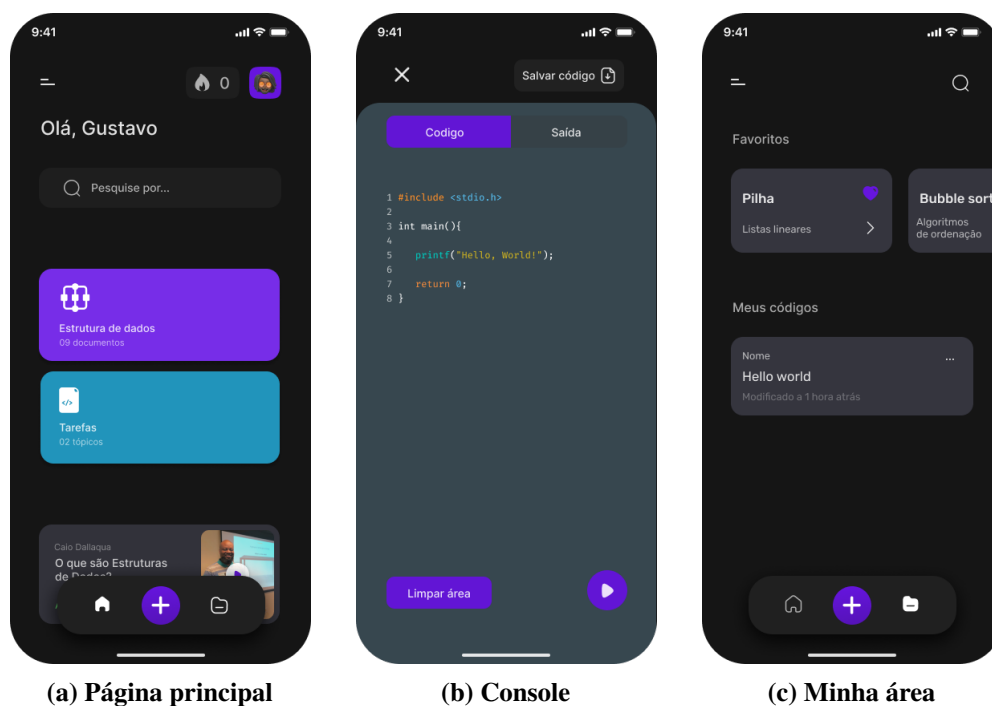 9:41
0
Olá, Gustavo
Pesquise por...
Estrutura de dados
09 documentos
</>
Tarefas
02 tópicos
Caio Dallaqua
O que são Estruturas
de Dados?
(a) Página principal
9:41
Salvar código
Codigo
Saída
1 #include <stdio.h>
2
3 int main(){
4
5 printf("Hello, World!");
6
7 return 0;
8 }
Limpar área
(b) Console
9:41
Favoritos
Pilha
Listas lineares
Bubble sort
Algoritmos
de ordenação
Meus códigos
Nome
...
Hello world
Modificado a 1 hora atrás
(c) Minha área